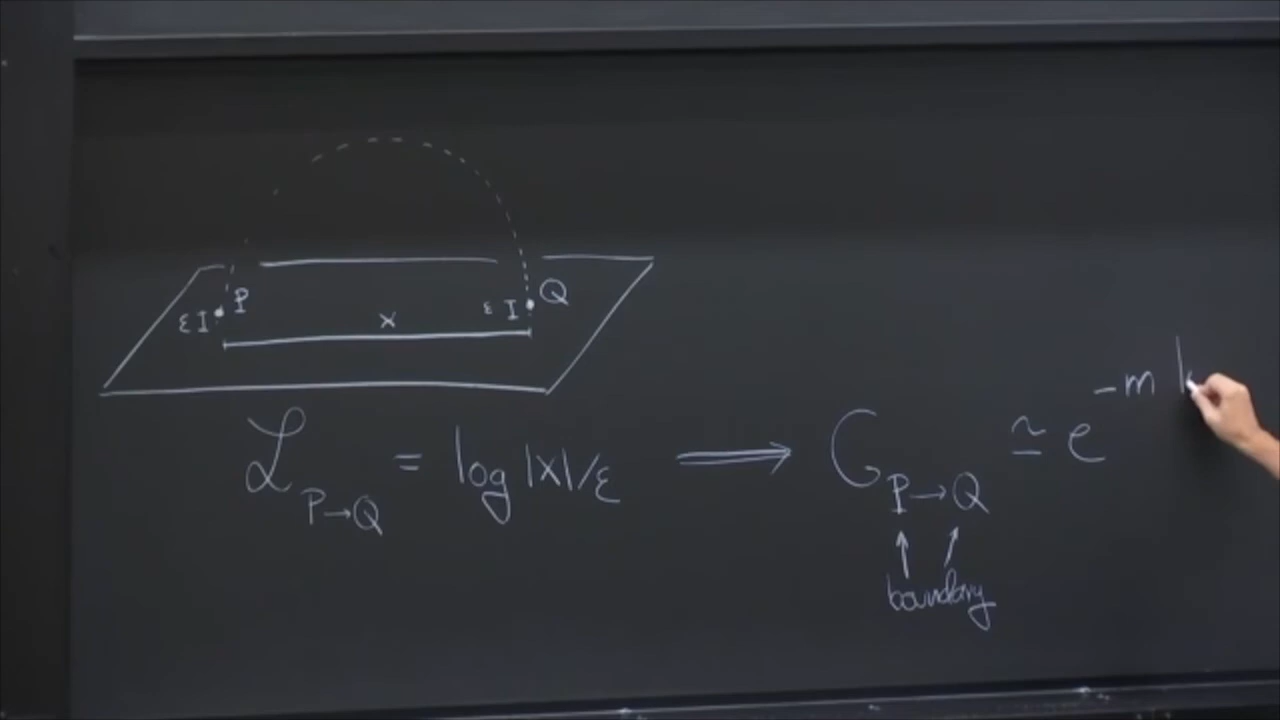 εI P εI Q
x
ℒ_{P→Q} = log |x|/ε ⟹ G_{P→Q} ≃ e^{-m l
boundary